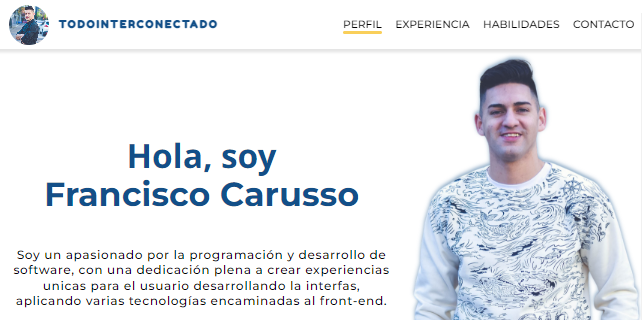 TODOINTERCONECTADO
PERFIL EXPERIENCIA HABILIDADES CONTACTO
Hola, soy
Francisco Carusso
Soy un apasionado por la programación y desarrollo de
software, con una dedicación plena a crear experiencias
unicas para el usuario desarrollando la interfas,
aplicando varias tecnologías encaminadas al front-end.